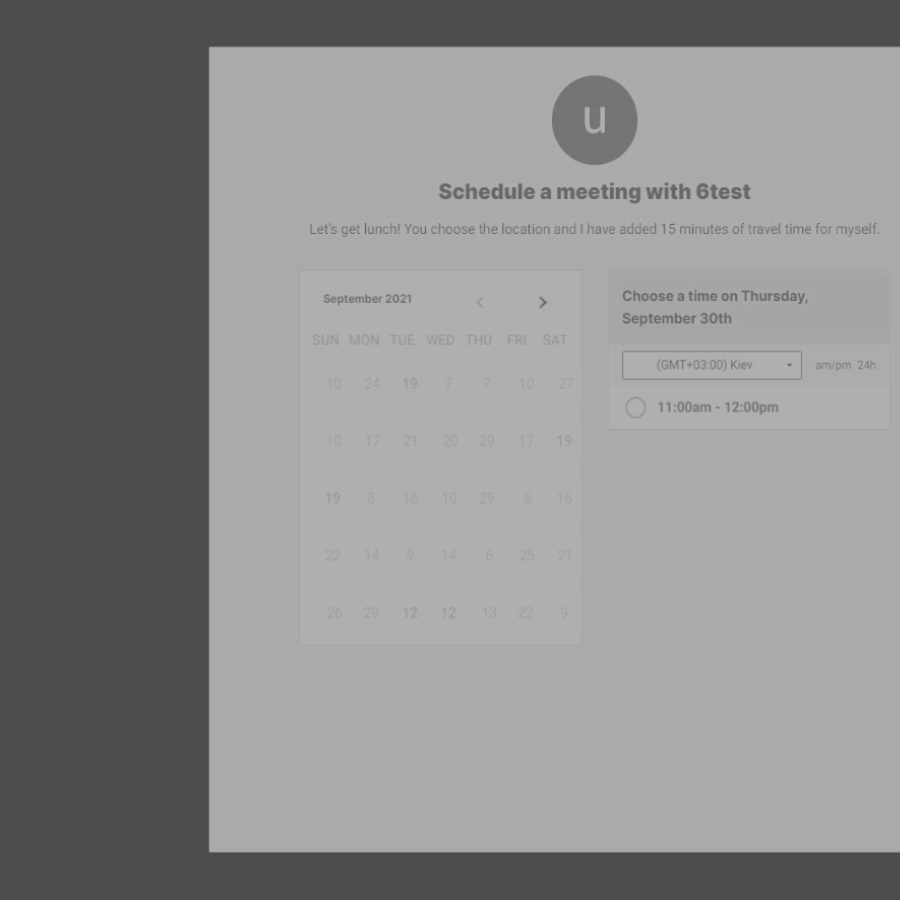 u
Schedule a meeting with 6test
Let's get lunch! You choose the location and I have added 15 minutes of travel time for myself.
September 2021
SUN MON TUE WED THU FRI SAT
10 24 19 7 7 10 27
10 17 21 20 29 17 19
19 8 16 10 29 6 16
22 14 9 14 6 25 21
26 29 12 12 13 22 9
Choose a time on Thursday,
September 30th
(GMT+03:00) Kiev am/pm 24h
11:00am - 12:00pm